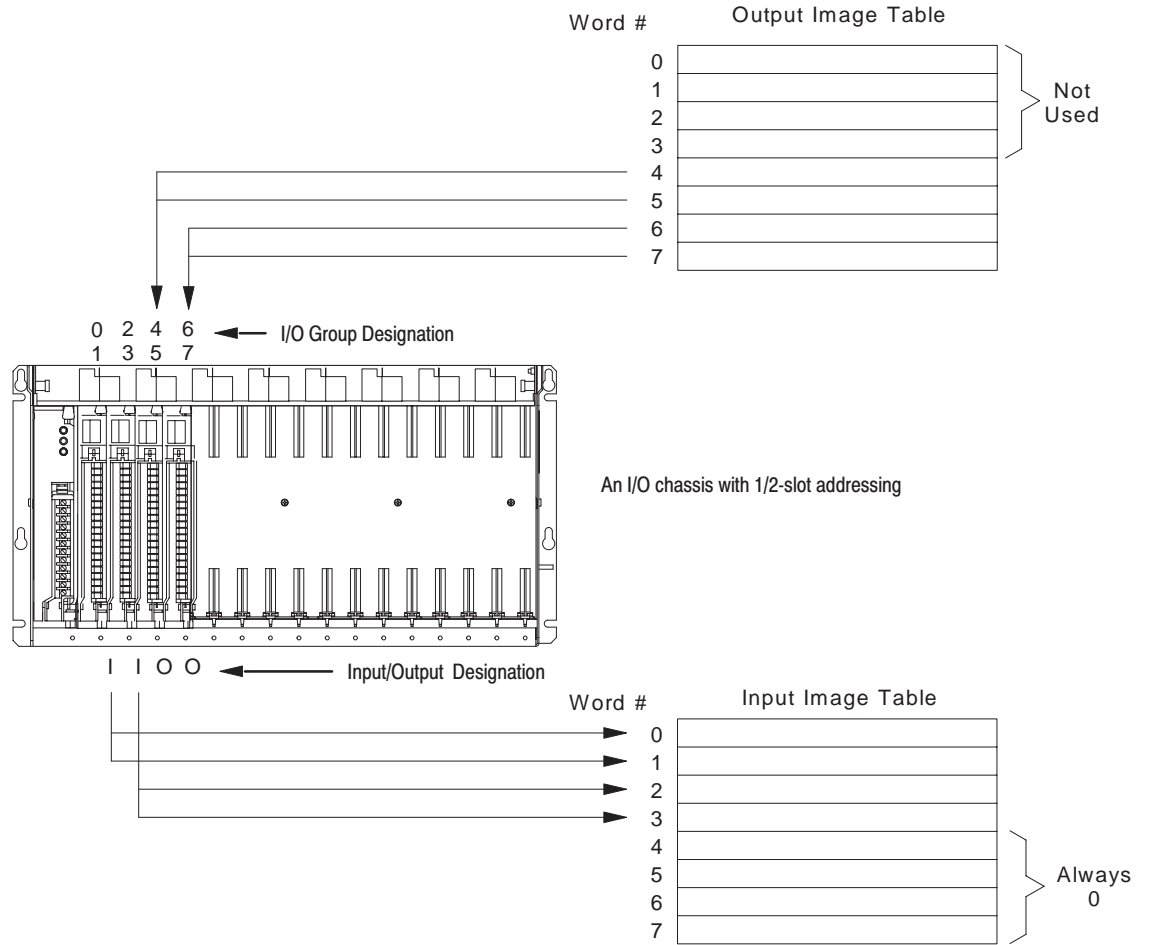 Word #
Output Image Table
0
1
2
3
4
5
6
7
Not
Used
0 2 4 6
1 3 5 7
I/O Group Designation
An I/O chassis with 1/2-slot addressing
I I O O
Input/Output Designation
Word #
Input Image Table
0
1
2
3
4
5
6
7
Always
0